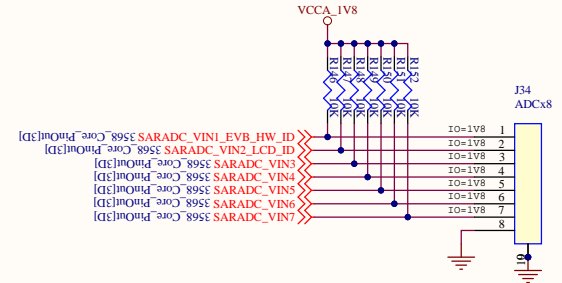 VCCA_1V8
R146 10K
R147 10K
R148 10K
R149 10K
R150 10K
R151 10K
R152 10K
J34
ADCx8
3568_Core_PinOut[3D] SARADC_VIN1_EVB_HW_ID IO=1V8 1
3568_Core_PinOut[3D] SARADC_VIN2_LCD_ID IO=1V8 2
3568_Core_PinOut[3D] SARADC_VIN3 IO=1V8 3
3568_Core_PinOut[3D] SARADC_VIN4 IO=1V8 4
3568_Core_PinOut[3D] SARADC_VIN5 IO=1V8 5
3568_Core_PinOut[3D] SARADC_VIN6 IO=1V8 6
3568_Core_PinOut[3D] SARADC_VIN7 IO=1V8 7
8